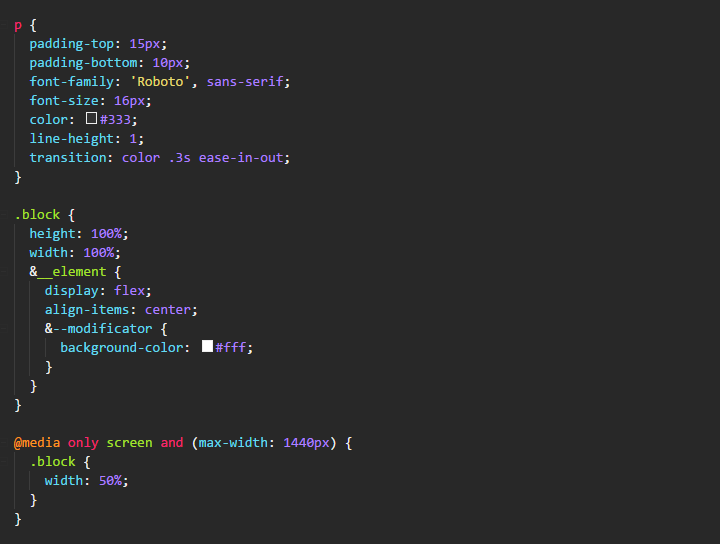 p {
  padding-top: 15px;
  padding-bottom: 10px;
  font-family: 'Roboto', sans-serif;
  font-size: 16px;
  color: #333;
  line-height: 1;
  transition: color .3s ease-in-out;
}

.block {
  height: 100%;
  width: 100%;
  &__element {
    display: flex;
    align-items: center;
    &--modificator {
      background-color: #fff;
    }
  }
}

@media only screen and (max-width: 1440px) {
  .block {
    width: 50%;
  }
}